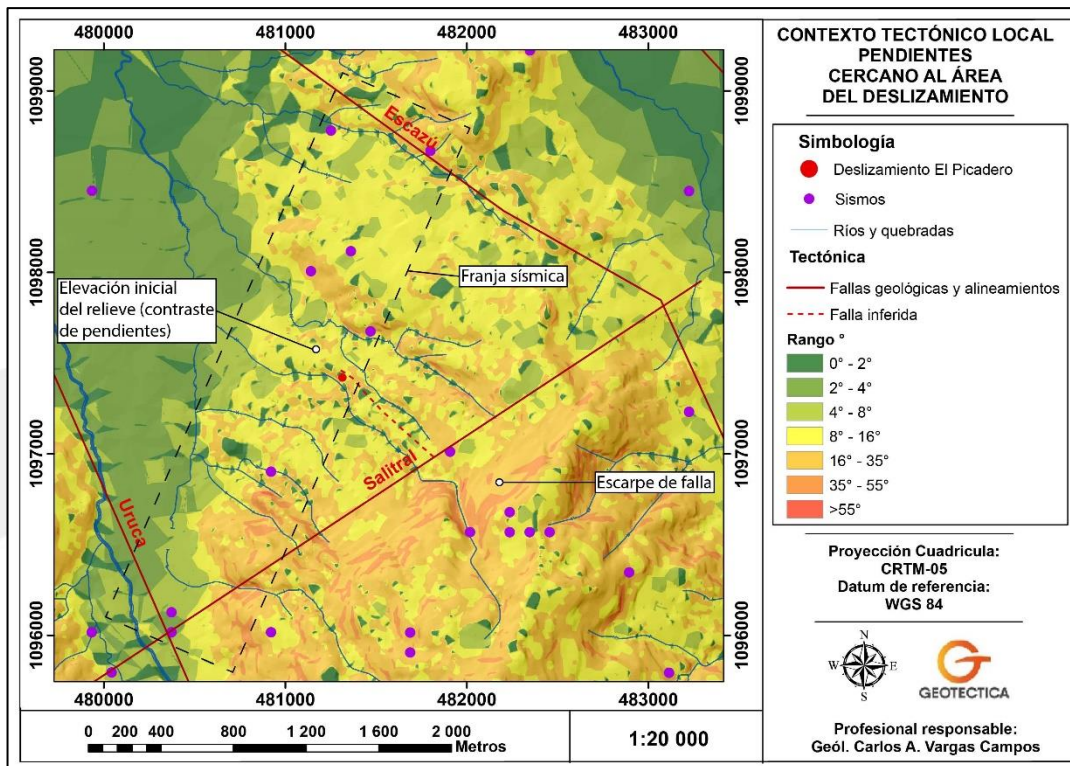 480000 481000 482000 483000
1099000 1099000
1098000 1098000
1097000 1097000
1096000 1096000
Escazú
Franja sísmica
Elevación inicial
del relieve (contraste
de pendientes)
Salitral
Escarpe de falla
Uruca
480000 481000 482000 483000
0 200 400 800 1 200 1 600 2 000
Metros
1:20 000
CONTEXTO TECTÓNICO LOCAL
PENDIENTES
CERCANO AL ÁREA
DEL DESLIZAMIENTO
Simbología
Deslizamiento El Picadero
Sismos
Ríos y quebradas
Tectónica
Fallas geológicas y alineamientos
Falla inferida
Rango °
0° - 2°
2° - 4°
4° - 8°
8° - 16°
16° - 35°
35° - 55°
>55°
Proyección Cuadricula:
CRTM-05
Datum de referencia:
WGS 84
N
W E
S
GEOTECTICA
Profesional responsable:
Geól. Carlos A. Vargas Campos